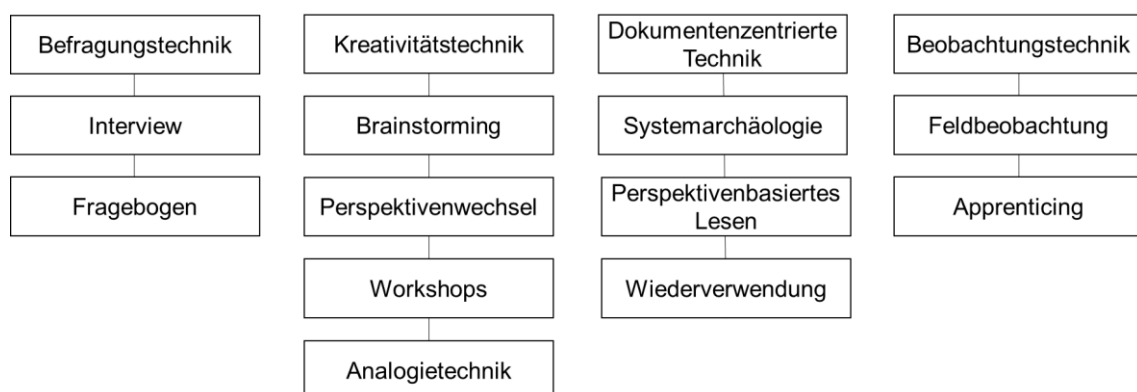 Befragungstechnik
Interview
Fragebogen
Kreativitätstechnik
Brainstorming
Perspektivenwechsel
Workshops
Analogietechnik
Dokumentenzentrierte
Technik
Systemarchäologie
Perspektivenbasiertes
Lesen
Wiederverwendung
Beobachtungstechnik
Feldbeobachtung
Apprenticing